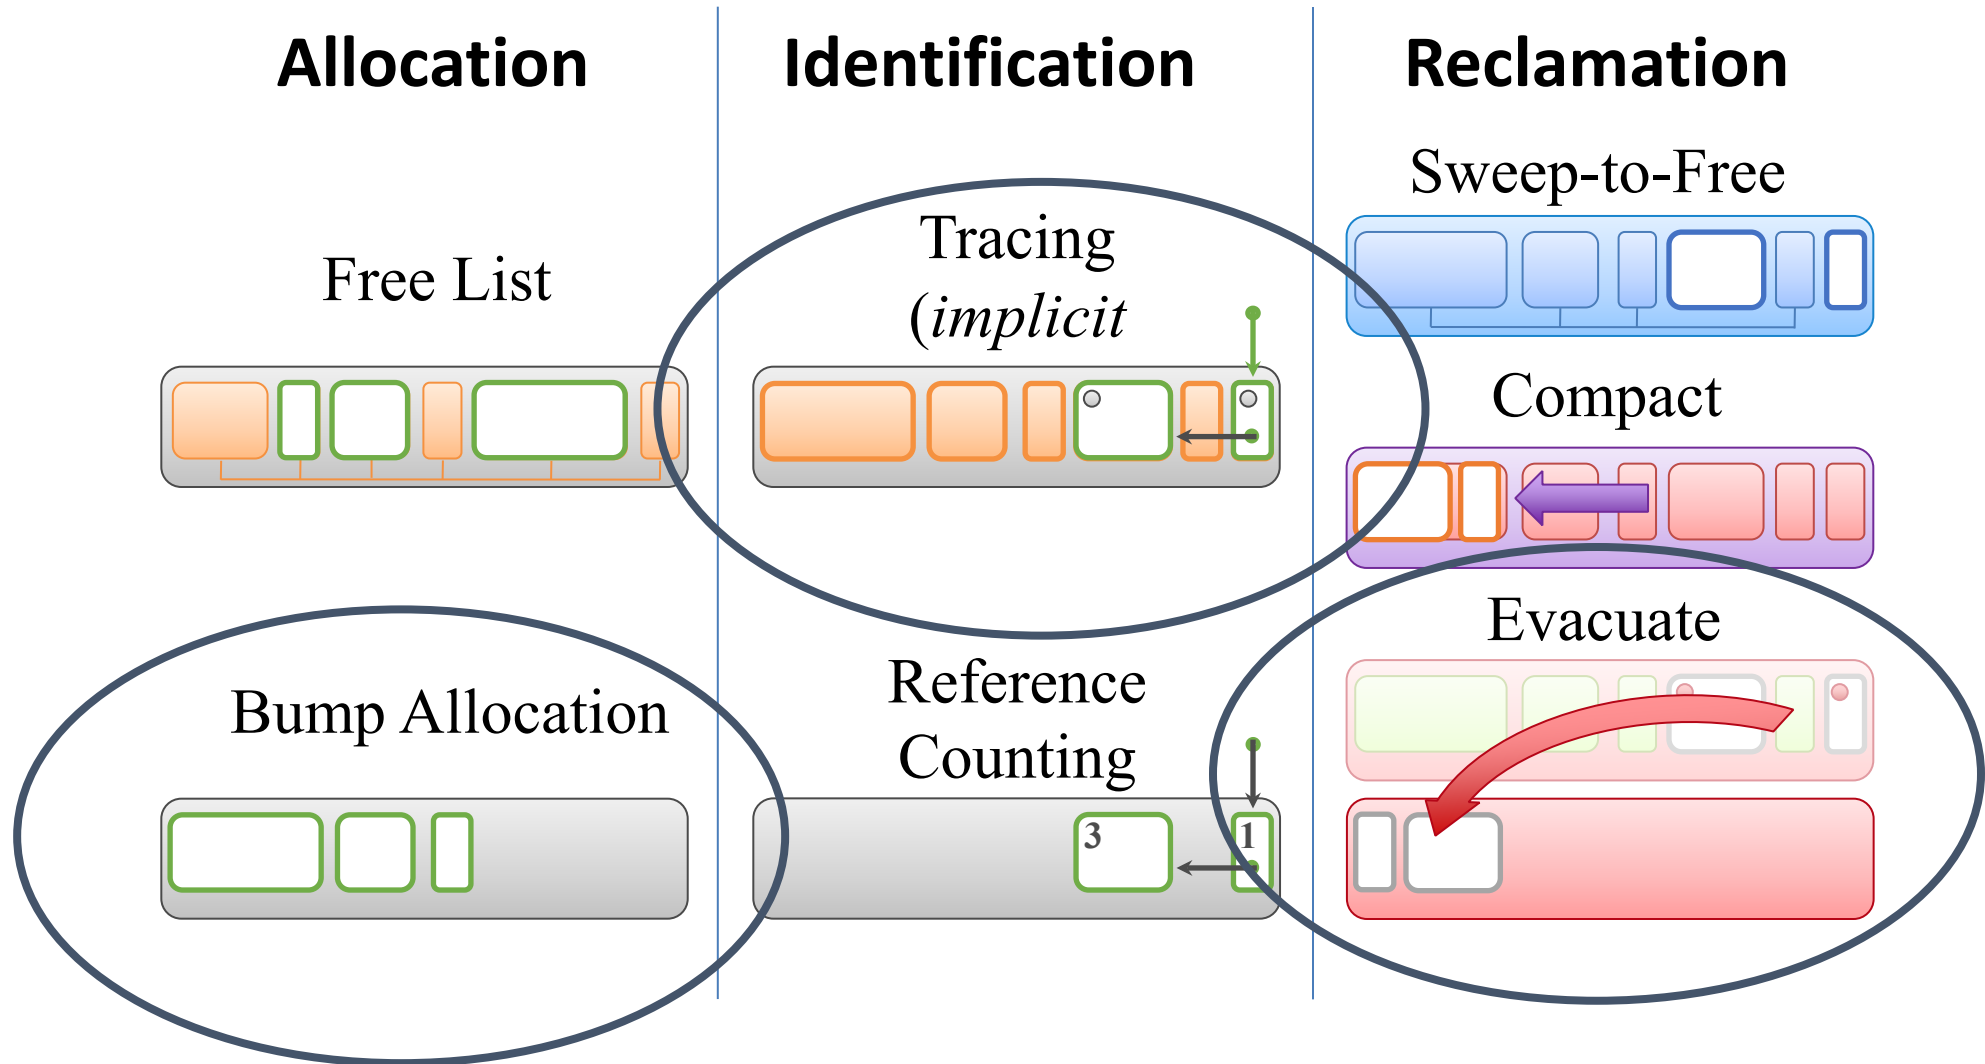 Allocation
Identification
Reclamation
Free List
Bump Allocation
Tracing
(implicit
Reference
Counting
3
1
Sweep-to-Free
Compact
Evacuate